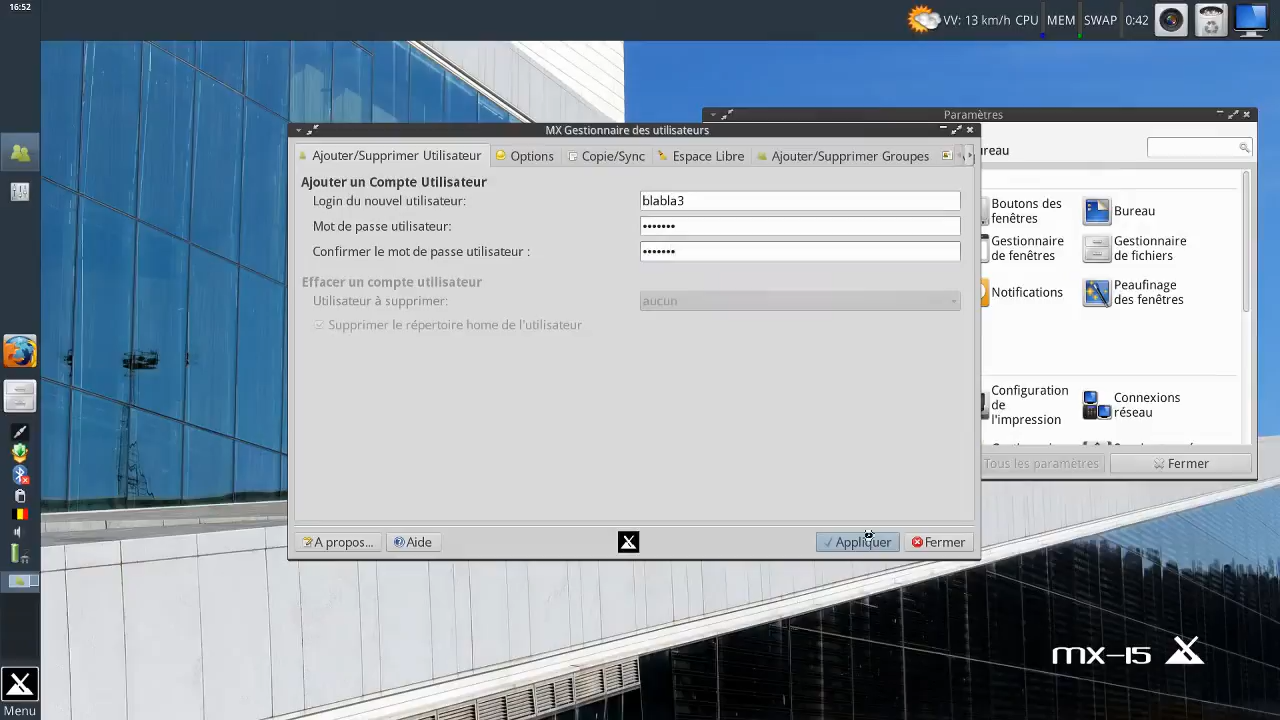 16:52
VV: 13 km/h CPU MEM SWAP 0:42
Paramètres
MX Gestionnaire des utilisateurs
Ajouter/Supprimer Utilisateur
Options
Copie/Sync
Espace Libre
Ajouter/Supprimer Groupes
Ajouter un Compte Utilisateur
Login du nouvel utilisateur:
blabla3
Mot de passe utilisateur:
•••••••
Confirmer le mot de passe utilisateur :
•••••••
Effacer un compte utilisateur
Utilisateur à supprimer:
aucun
Supprimer le répertoire home de l'utilisateur
A propos...
Aide
Appliquer
Fermer
ureau
Boutons des
fenêtres
Bureau
Gestionnaire
de fenêtres
Gestionnaire
de fichiers
Notifications
Peaufinage
des fenêtres
Configuration
de
l'impression
Connexions
réseau
Tous les paramètres
Fermer
mx-15
Menu